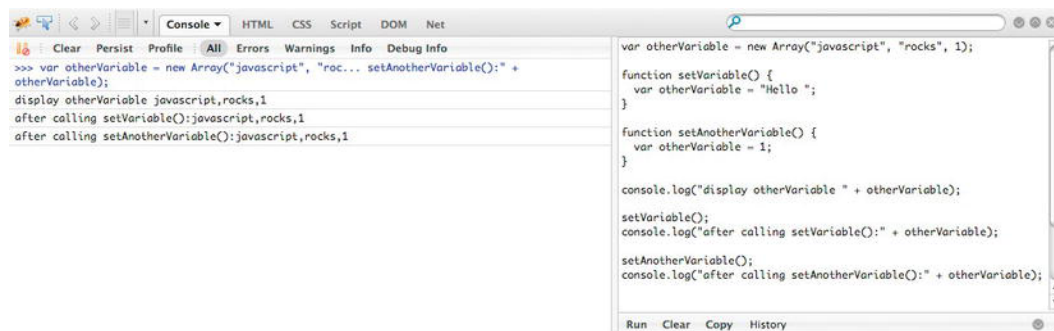 Console HTML CSS Script DOM Net
Clear Persist Profile All Errors Warnings Info Debug Info
>>> var otherVariable = new Array("javascript", "roc... setAnotherVariable():" +
otherVariable);
display otherVariable javascript,rocks,1
after calling setVariable():javascript,rocks,1
after calling setAnotherVariable():javascript,rocks,1
var otherVariable = new Array("javascript", "rocks", 1);
function setVariable() {
var otherVariable = "Hello ";
}
function setAnotherVariable() {
var otherVariable = 1;
}
console.log("display otherVariable " + otherVariable);
setVariable();
console.log("after calling setVariable():" + otherVariable);
setAnotherVariable();
console.log("after calling setAnotherVariable():" + otherVariable);
Run Clear Copy History